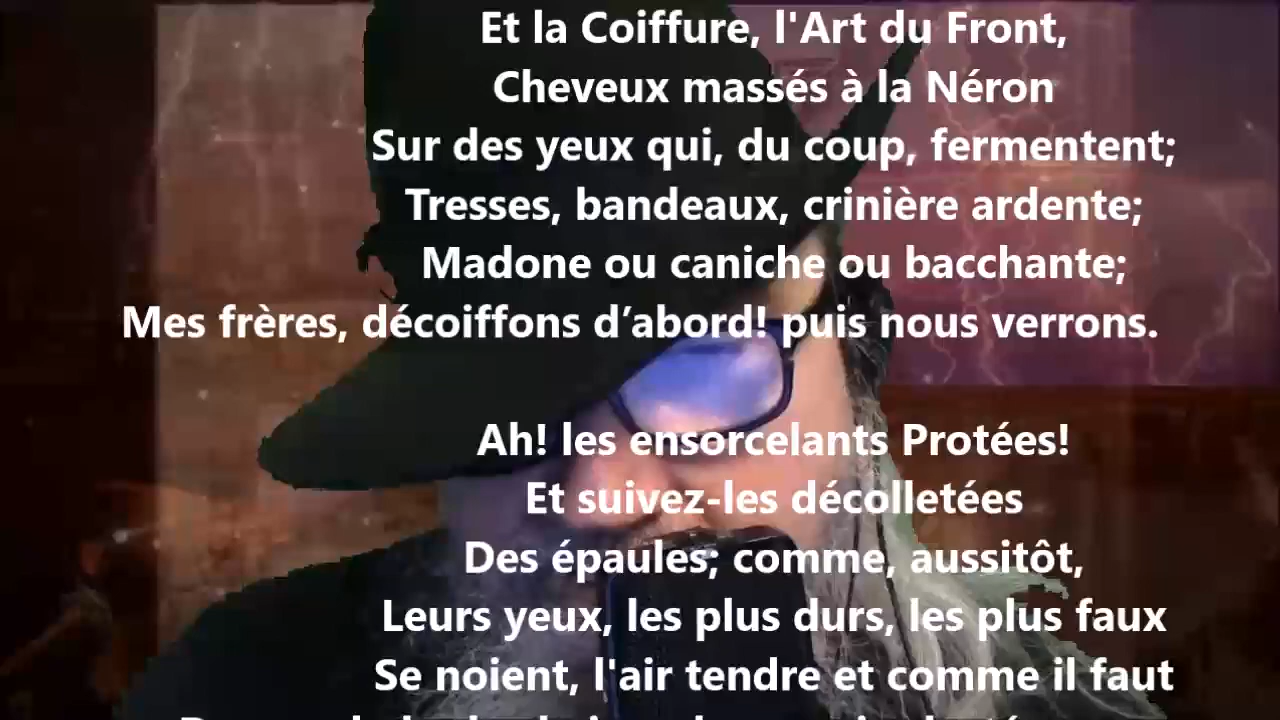 Et la Coiffure, l'Art du Front,
Cheveux massés à la Néron
Sur des yeux qui, du coup, fermentent;
Tresses, bandeaux, crinière ardente;
Madone ou caniche ou bacchante;
Mes frères, décoiffons d’abord! puis nous verrons.
Ah! les ensorcelants Protées!
Et suivez-les décolletées
Des épaules; comme, aussitôt,
Leurs yeux, les plus durs, les plus faux
Se noient, l'air tendre et comme il faut